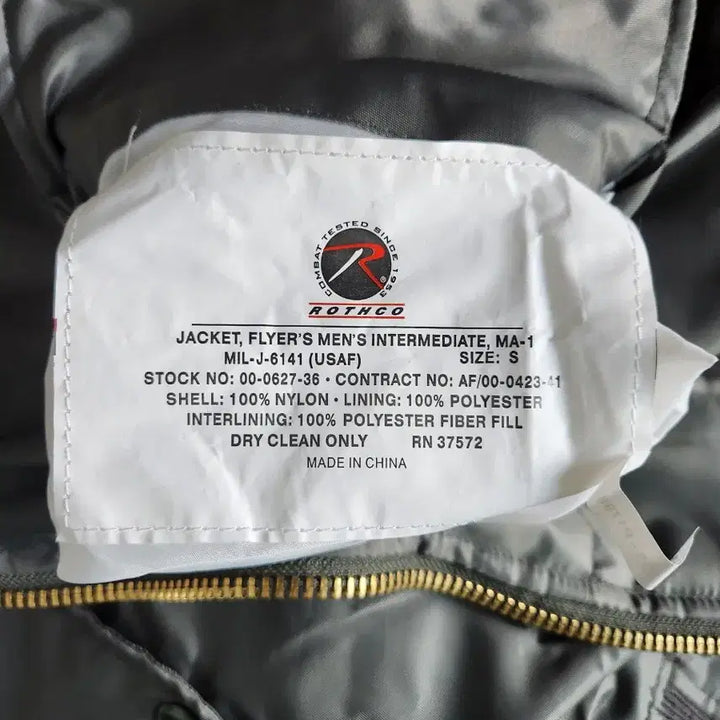 COMBAT TESTED SINCE 1953
R
ROTHCO
JACKET, FLYER'S MEN'S INTERMEDIATE, MA-1
MIL-J-6141 (USAF) SIZE: S
STOCK NO: 00-0627-36 · CONTRACT NO: AF/00-0423-41
SHELL: 100% NYLON · LINING: 100% POLYESTER
INTERLINING: 100% POLYESTER FIBER FILL
DRY CLEAN ONLY RN 37572
MADE IN CHINA